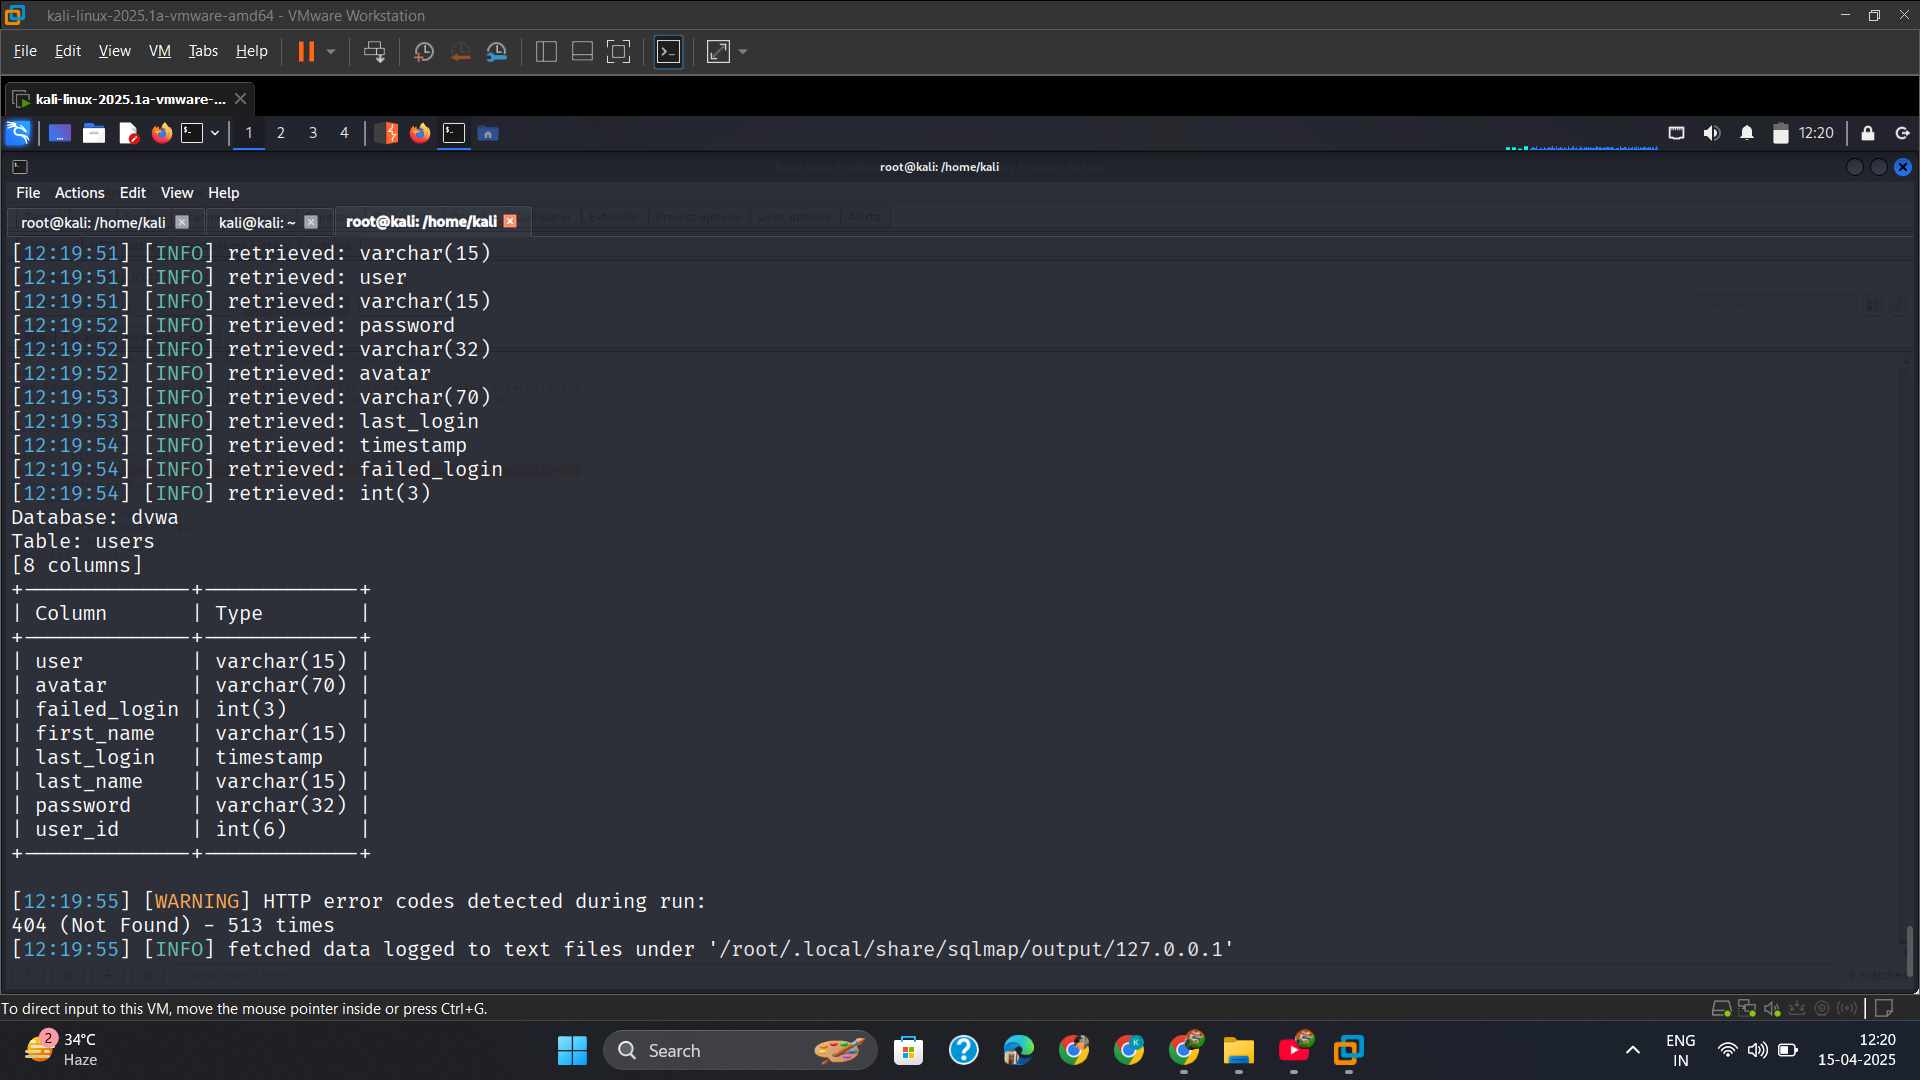 kali-linux-2025.1a-vmware-amd64 - VMware Workstation
File Edit View VM Tabs Help
kali-linux-2025.1a-vmware-...
1 2 3 4 12:20
root@kali: /home/kali
File Actions Edit View Help
root@kali: /home/kali kali@kali: ~ root@kali: /home/kali
Extender Project options User options Alerts
[12:19:51] [INFO] retrieved: varchar(15)
[12:19:51] [INFO] retrieved: user
[12:19:51] [INFO] retrieved: varchar(15)
[12:19:52] [INFO] retrieved: password
[12:19:52] [INFO] retrieved: varchar(32)
[12:19:52] [INFO] retrieved: avatar
[12:19:53] [INFO] retrieved: varchar(70)
[12:19:53] [INFO] retrieved: last_login
[12:19:54] [INFO] retrieved: timestamp
[12:19:54] [INFO] retrieved: failed_login
[12:19:54] [INFO] retrieved: int(3)
Database: dvwa
Table: users
[8 columns]
+--------------+-------------+
| Column | Type |
+--------------+-------------+
| user | varchar(15) |
| avatar | varchar(70) |
| failed_login | int(3) |
| first_name | varchar(15) |
| last_login | timestamp |
| last_name | varchar(15) |
| password | varchar(32) |
| user_id | int(6) |
+--------------+-------------+
[12:19:55] [WARNING] HTTP error codes detected during run:
404 (Not Found) - 513 times
[12:19:55] [INFO] fetched data logged to text files under '/root/.local/share/sqlmap/output/127.0.0.1'
0 matches
To direct input to this VM, move the mouse pointer inside or press Ctrl+G.
2
34°C
Haze
Search
ENG
IN
12:20
15-04-2025